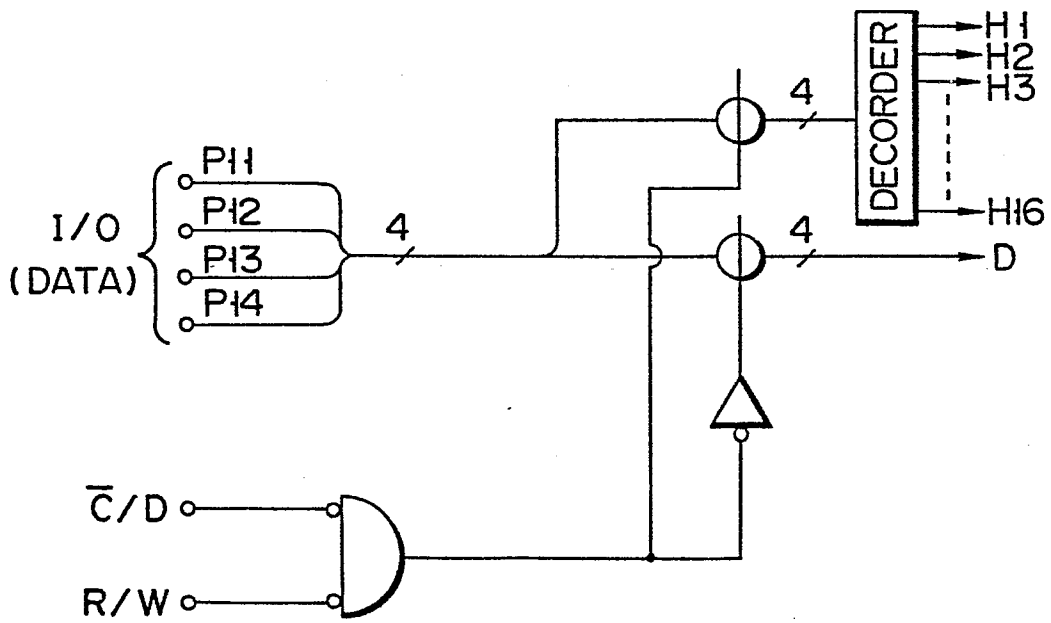 H1
H2
H3
H16
DECORDER
4
P11
P12
P13
P14
I/O
(DATA)
4
4
D
C̅/D
R/W